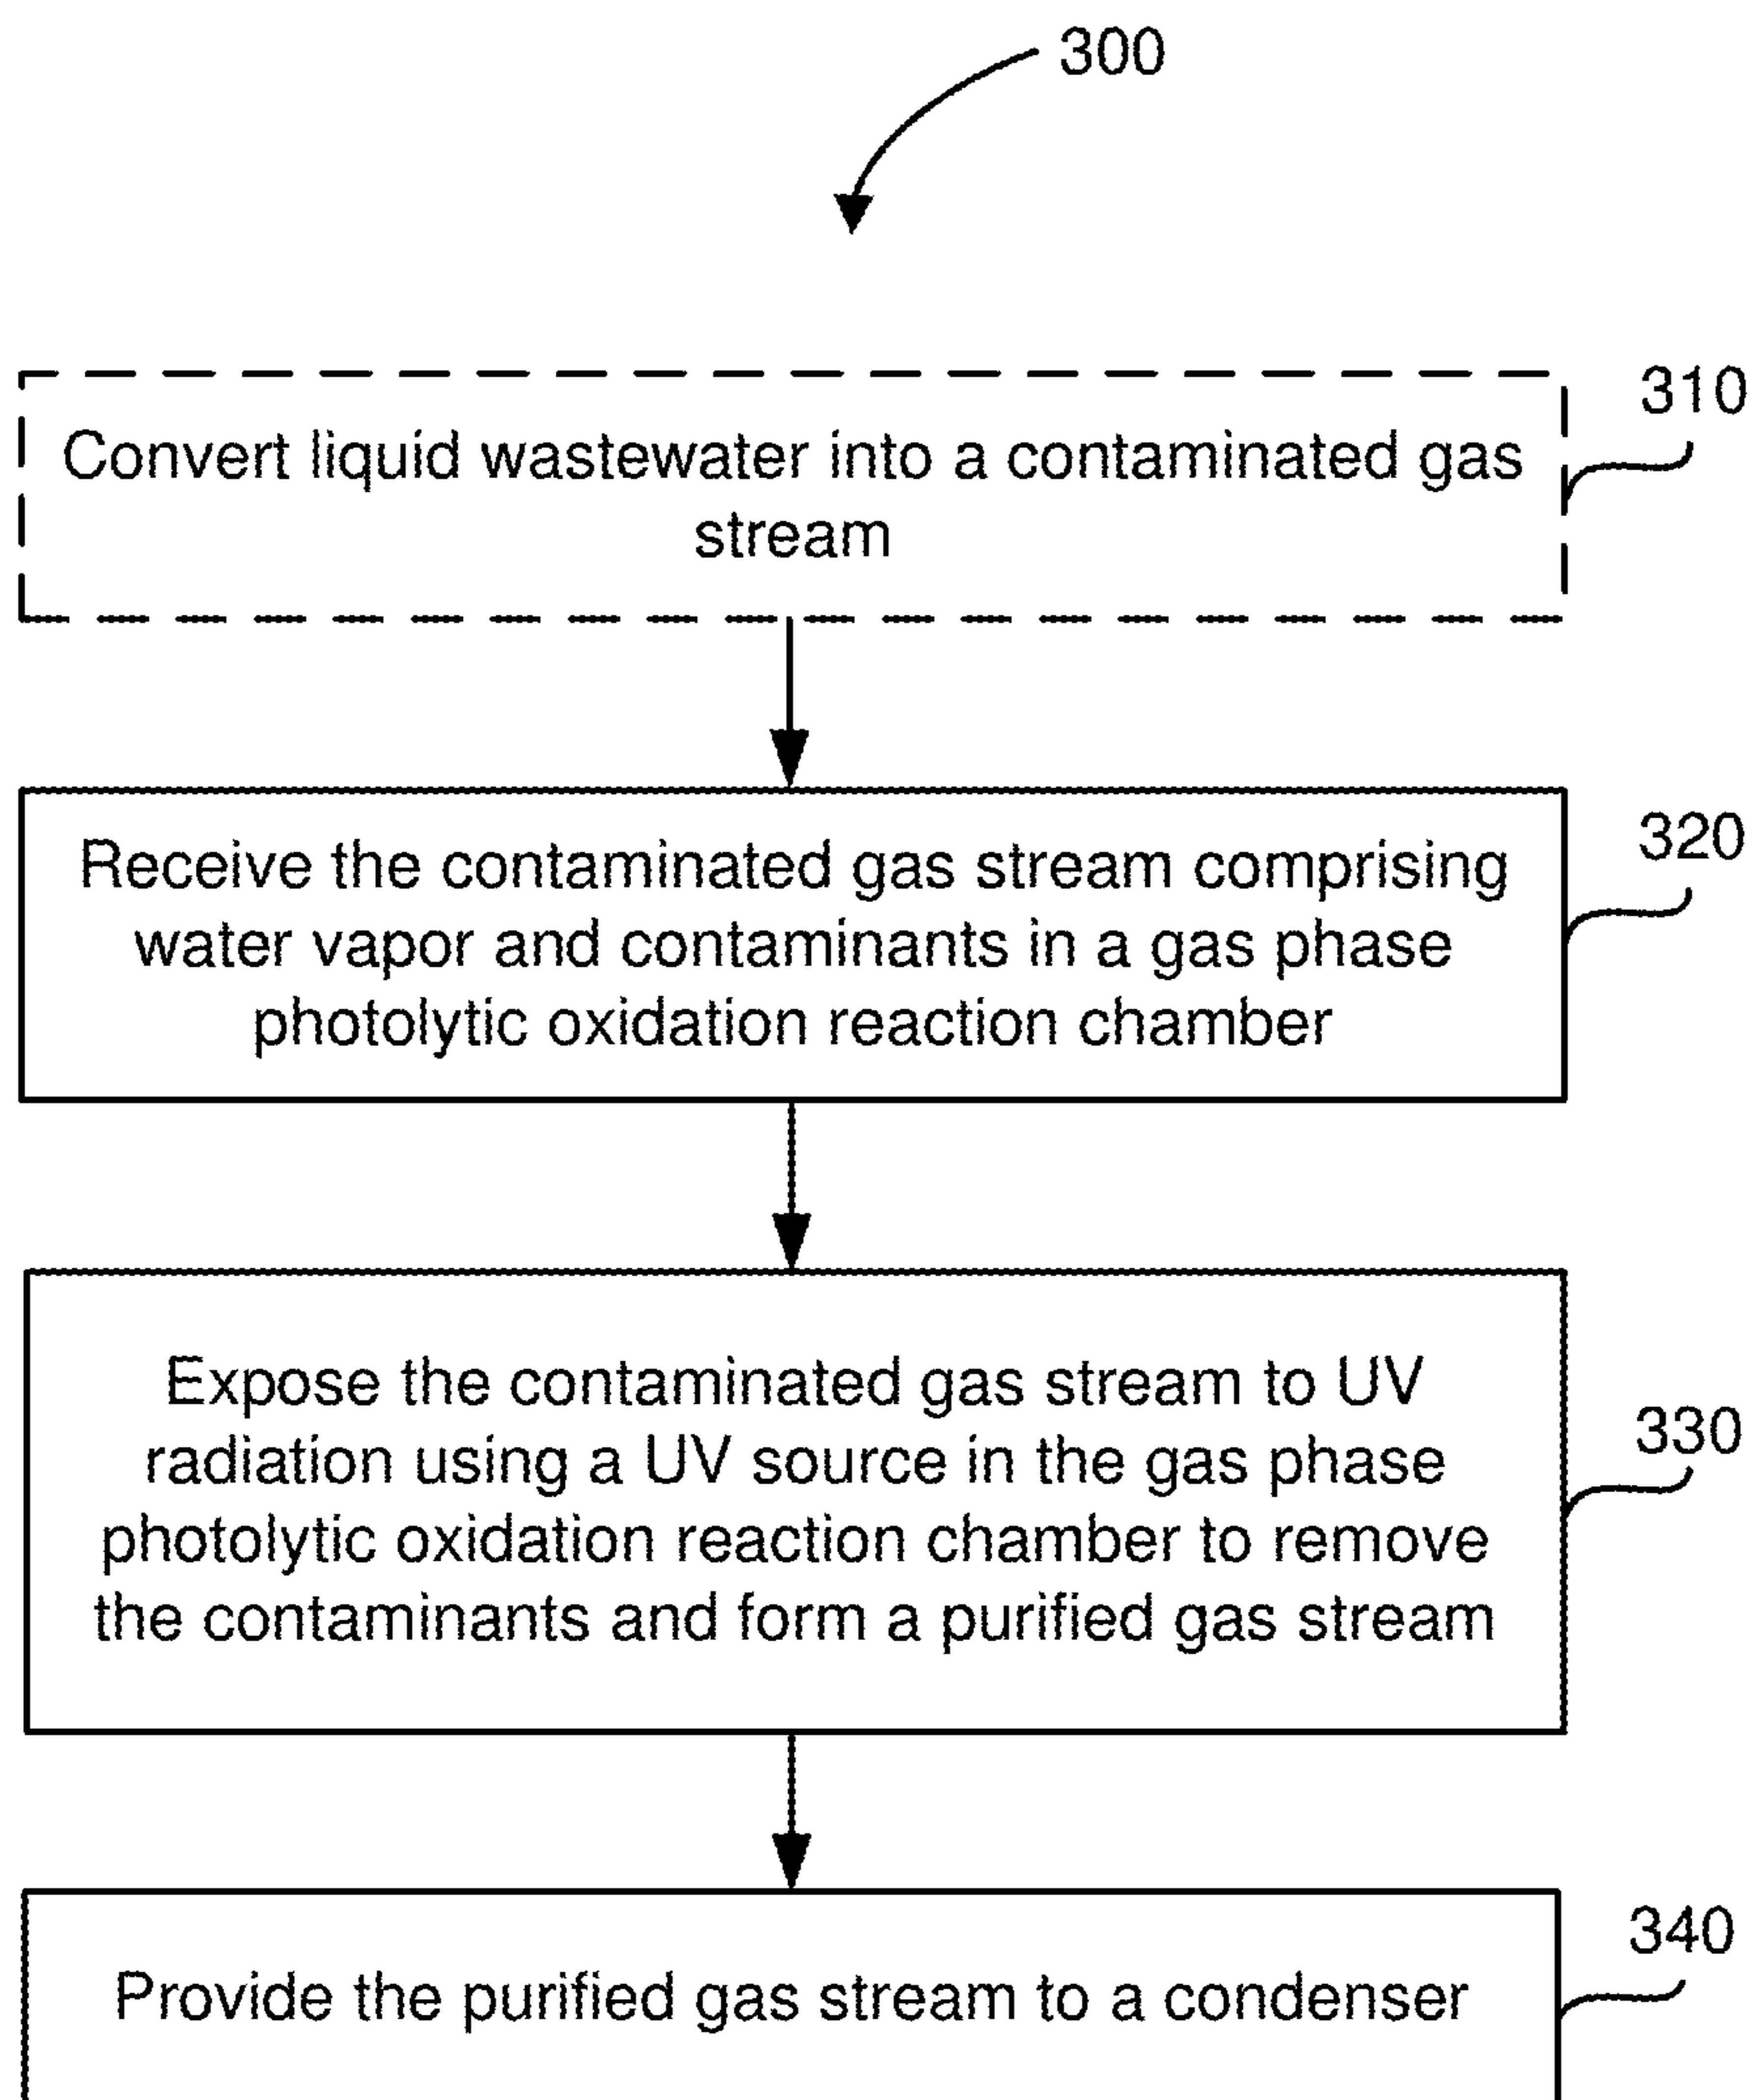 300
310
Convert liquid wastewater into a contaminated gas
stream
320
Receive the contaminated gas stream comprising
water vapor and contaminants in a gas phase
photolytic oxidation reaction chamber
Expose the contaminated gas stream to UV
330
radiation using a UV source in the gas phase
photolytic oxidation reaction chamber to remove
the contaminants and form a purified gas stream
340
Provide the purified gas stream to a condenser